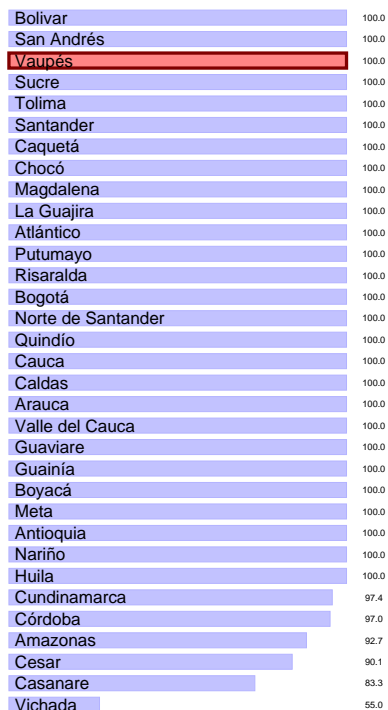 Bolivar 100.0
San Andrés 100.0
Vaupés 100.0
Sucre 100.0
Tolima 100.0
Santander 100.0
Caquetá 100.0
Chocó 100.0
Magdalena 100.0
La Guajira 100.0
Atlántico 100.0
Putumayo 100.0
Risaralda 100.0
Bogotá 100.0
Norte de Santander 100.0
Quindío 100.0
Cauca 100.0
Caldas 100.0
Arauca 100.0
Valle del Cauca 100.0
Guaviare 100.0
Guainía 100.0
Boyacá 100.0
Meta 100.0
Antioquia 100.0
Nariño 100.0
Huila 100.0
Cundinamarca 97.4
Córdoba 97.0
Amazonas 92.7
Cesar 90.1
Casanare 83.3
Vichada 55.0